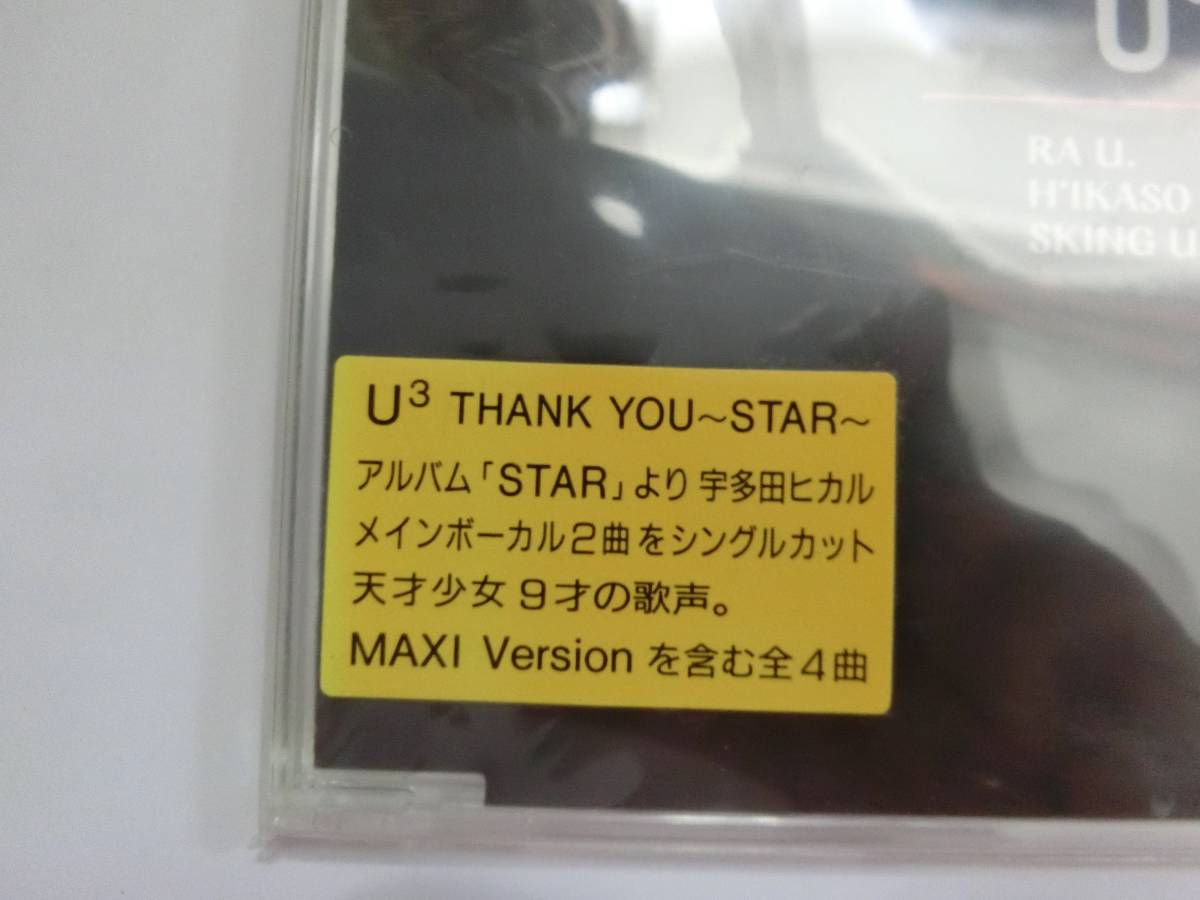 RA U.
H'IKASO
SKING U
U³ THANK YOU～STAR～
アルバム「STAR」より 宇多田ヒカル
メインボーカル2曲をシングルカット
天才少女 9才の歌声。
MAXI Version を含む全4曲